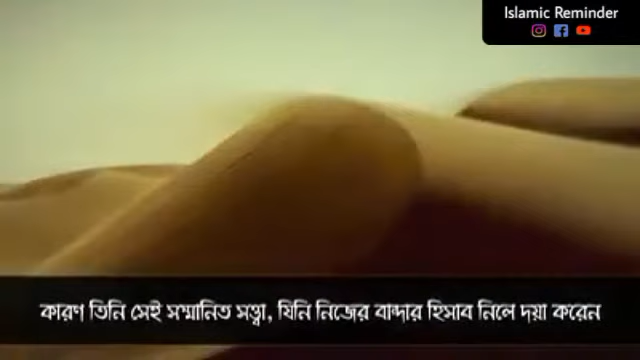 Islamic Reminder
কারণ তিনি সেই সম্মানিত সত্ত্বা, যিনি নিজের বান্দার হিসাব নিলে দয়া করেন